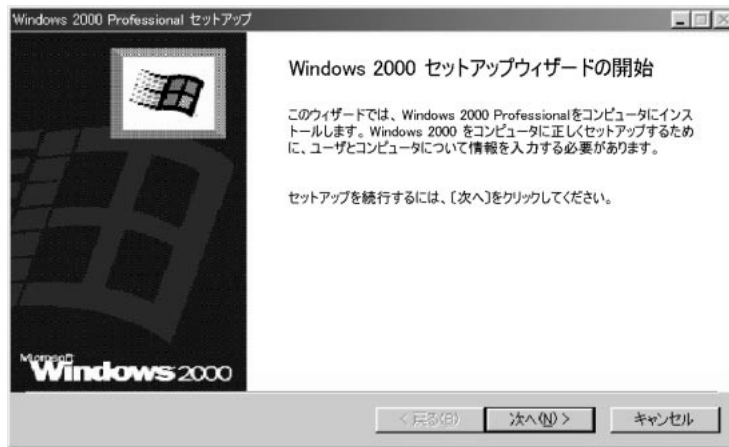 Windows 2000 Professional セットアップ
Windows 2000 セットアップウィザードの開始
このウィザードでは、Windows 2000 Professionalをコンピュータにインス
トールします。Windows 2000 をコンピュータに正しくセットアップするため
に、ユーザとコンピュータについて情報を入力する必要があります。
セットアップを続行するには、〔次へ〕をクリックしてください。
Microsoft
Windows 2000
< 戻る(B) 次へ(N) > キャンセル